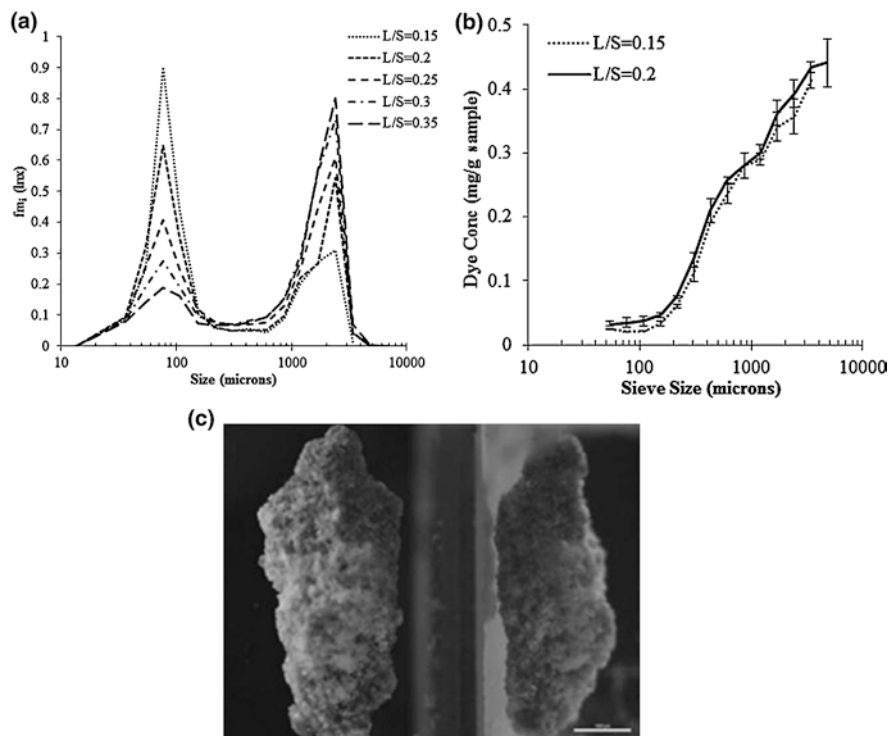 (a)
L/S=0.15
L/S=0.2
L/S=0.25
L/S=0.3
L/S=0.35
1
0.9
0.8
0.7
0.6
0.5
0.4
0.3
0.2
0.1
0
10
100
1000
10000
fmᵢ (lnx)
Size (microns)
(b)
L/S=0.15
L/S=0.2
0.5
0.4
0.3
0.2
0.1
0
10
100
1000
10000
Dye Conc (mg/g sample)
Sieve Size (microns)
(c)